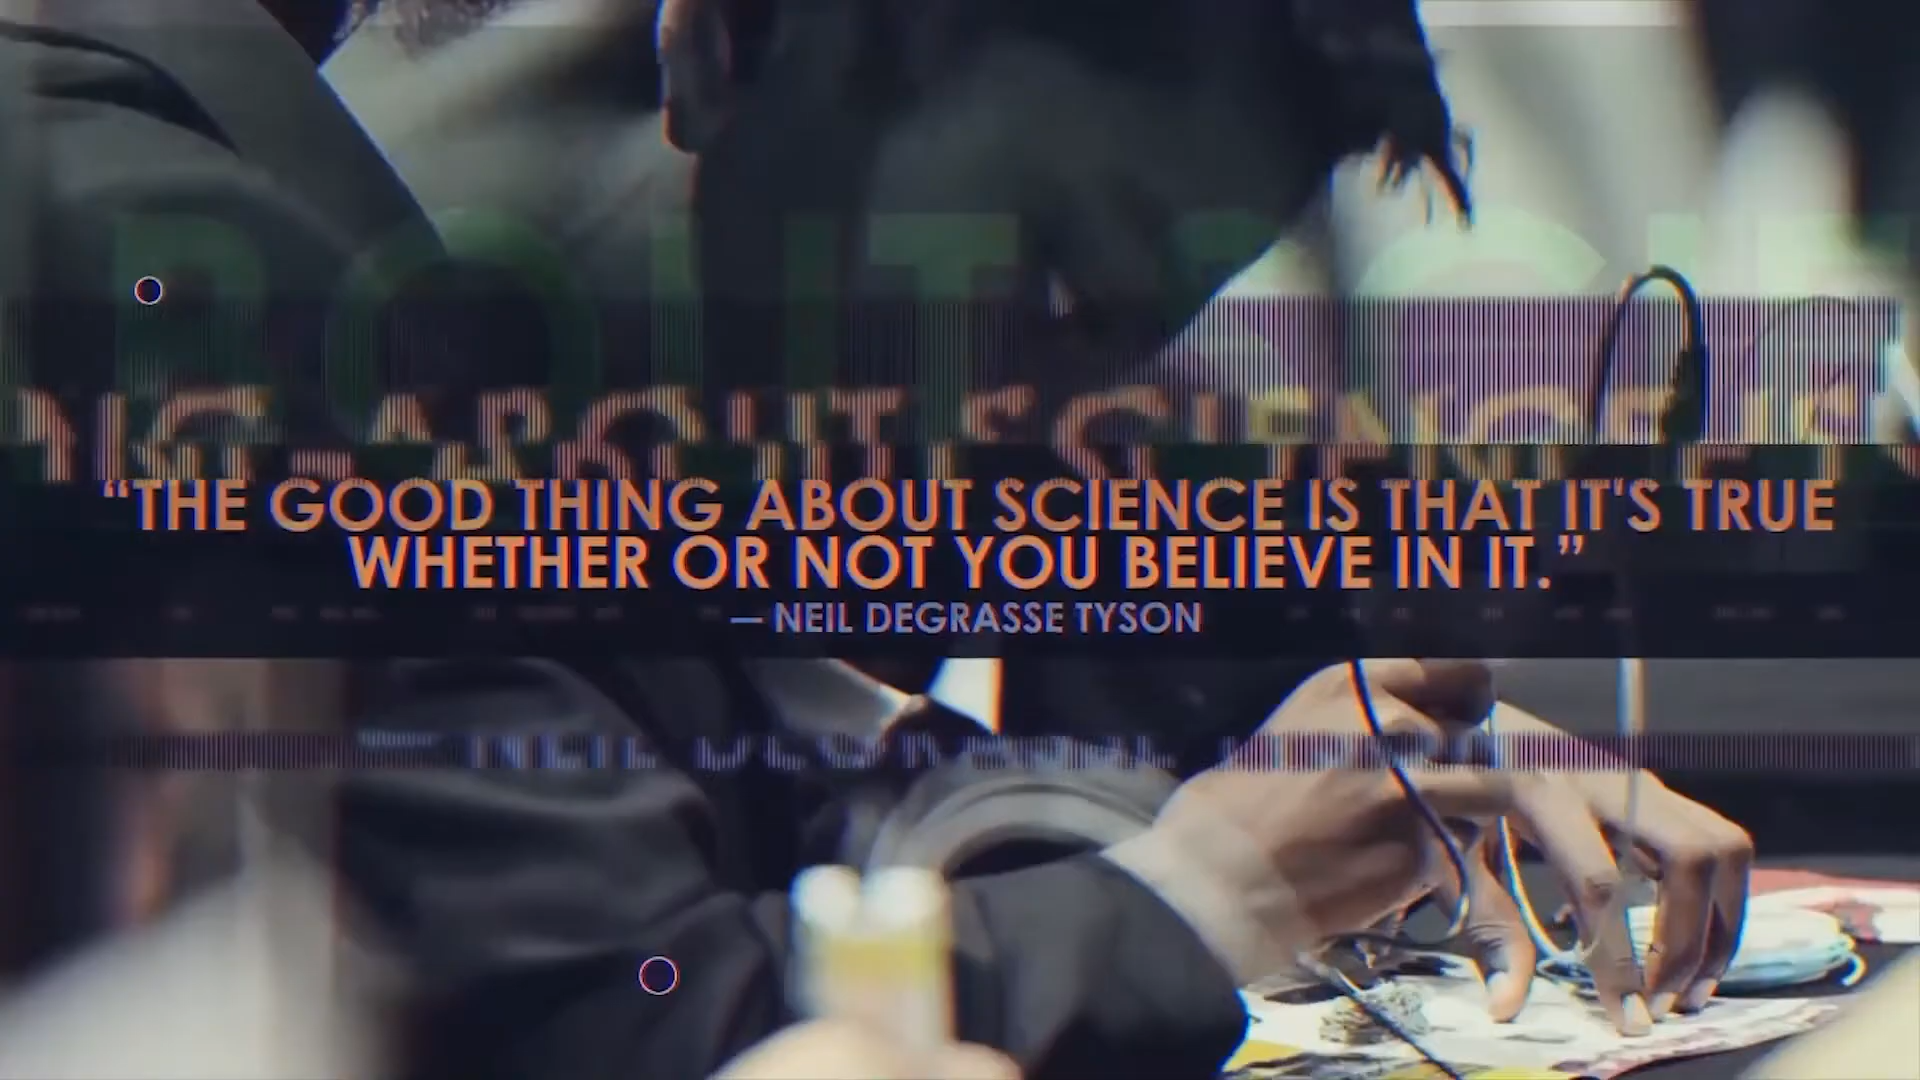 “THE GOOD THING ABOUT SCIENCE IS THAT IT‘S TRUE
WHETHER OR NOT YOU BELIEVE IN IT.”
— NEIL DEGRASSE TYSON